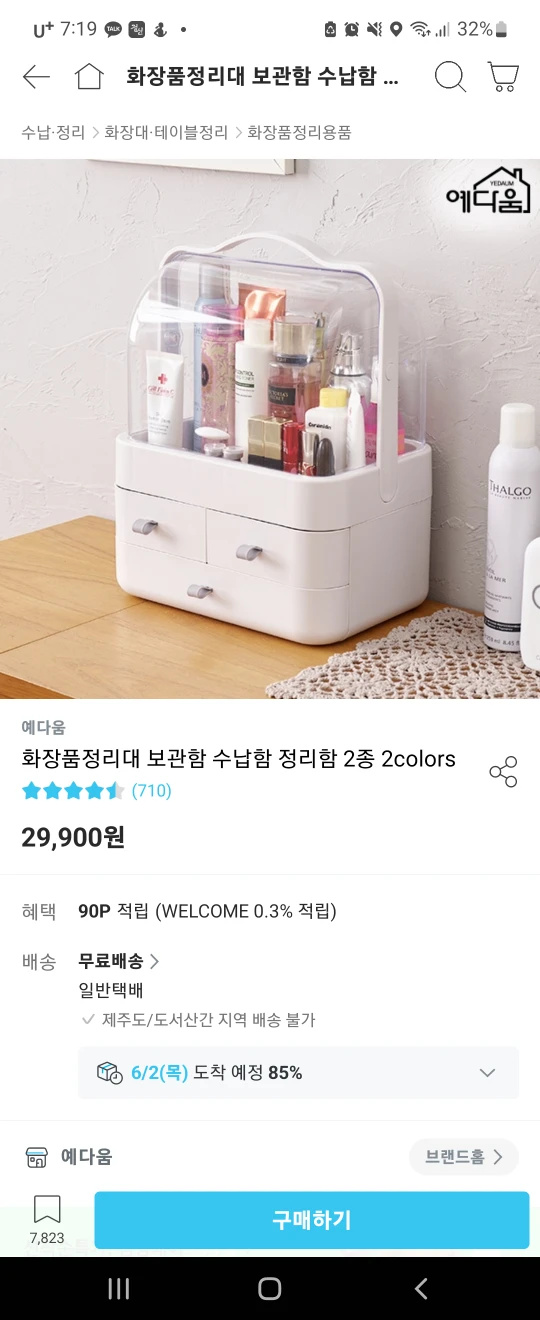 U+ 7:19 TALK 32%
화장품정리대 보관함 수납함 ...
수납·정리 > 화장대·테이블정리 > 화장품정리용품
YEDAUM
예다움
THALGO
LA BEAUTÉ MARINE
예다움
화장품정리대 보관함 수납함 정리함 2종 2colors
(710)
29,900원
혜택 90P 적립 (WELCOME 0.3% 적립)
배송 무료배송 >
일반택배
제주도/도서산간 지역 배송 불가
6/2(목) 도착 예정 85%
예다움 브랜드홈 >
7,823 구매하기